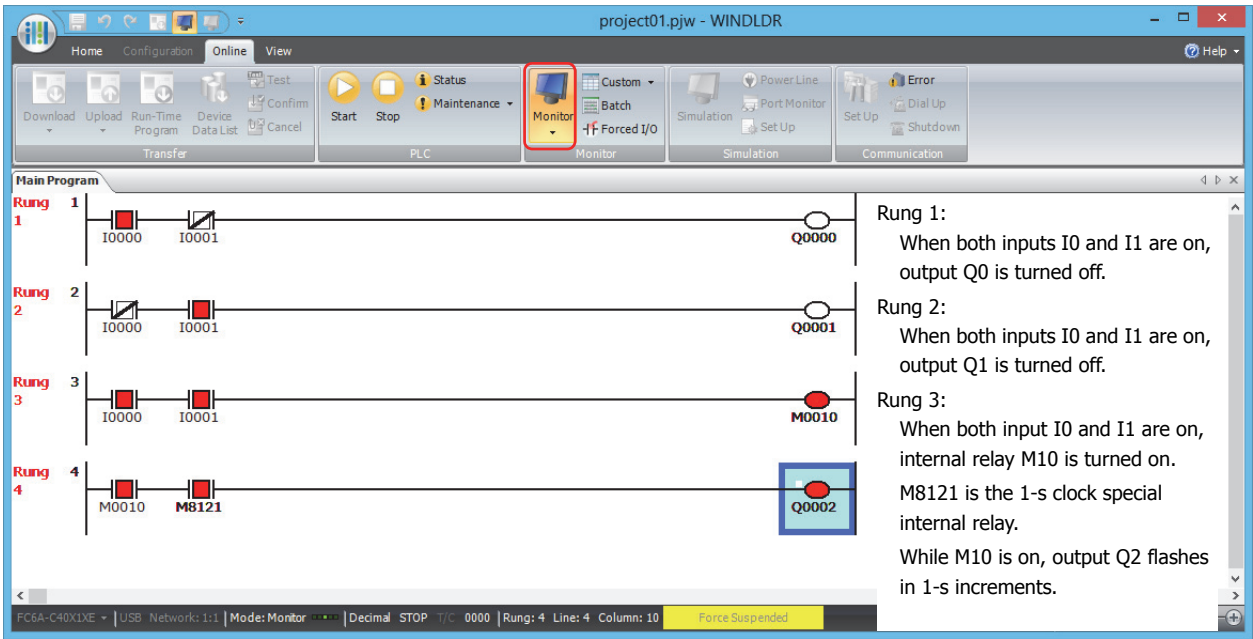 project01.pjw - WINDLDR
Home Configuration Online View
Help
Download
Upload
Run-Time Program
Device Data List
Test
Confirm
Cancel
Transfer
Start
Stop
Status
Maintenance
PLC
Monitor
Custom
Batch
Forced I/O
Monitor
Simulation
Power Line
Port Monitor
Set Up
Simulation
Set Up
Error
Dial Up
Shutdown
Communication
Main Program
Rung 1
1
I0000 I0001 Q0000
Rung 2
2
I0000 I0001 Q0001
Rung 3
3
I0000 I0001 M0010
Rung 4
4
M0010 M8121 Q0002
Rung 1:
When both inputs I0 and I1 are on,
output Q0 is turned off.
Rung 2:
When both inputs I0 and I1 are on,
output Q1 is turned off.
Rung 3:
When both input I0 and I1 are on,
internal relay M10 is turned on.
M8121 is the 1-s clock special
internal relay.
While M10 is on, output Q2 flashes
in 1-s increments.
FC6A-C40X1XE USB Network: 1:1 Mode: Monitor Decimal STOP T/C 0000 Rung: 4 Line: 4 Column: 10 Force Suspended